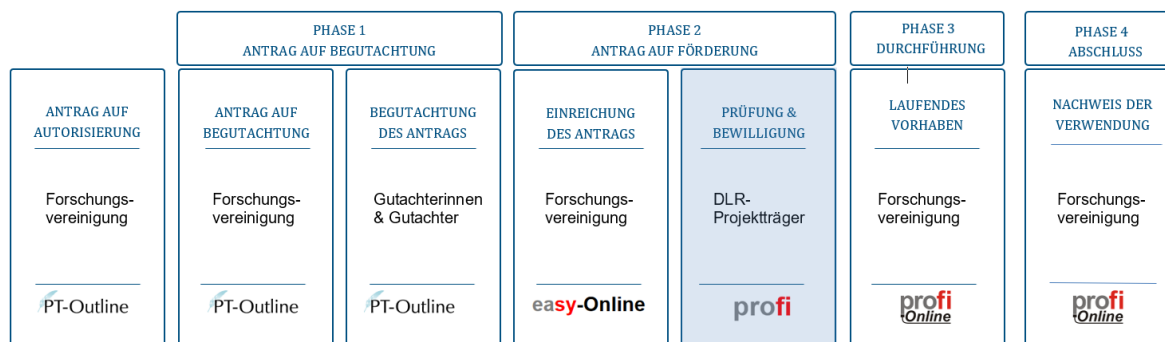 PHASE 1
ANTRAG AUF BEGUTACHTUNG
PHASE 2
ANTRAG AUF FÖRDERUNG
PHASE 3
DURCHFÜHRUNG
PHASE 4
ABSCHLUSS
ANTRAG AUF
AUTORISIERUNG
Forschungs-
vereinigung
PT-Outline
ANTRAG AUF
BEGUTACHTUNG
Forschungs-
vereinigung
PT-Outline
BEGUTACHTUNG
DES ANTRAGS
Gutachterinnen
& Gutachter
PT-Outline
EINREICHUNG
DES ANTRAGS
Forschungs-
vereinigung
easy-Online
PRÜFUNG &
BEWILLIGUNG
DLR-
Projektträger
profi
LAUFENDES
VORHABEN
Forschungs-
vereinigung
profi
-Online
NACHWEIS DER
VERWENDUNG
Forschungs-
vereinigung
profi
-Online